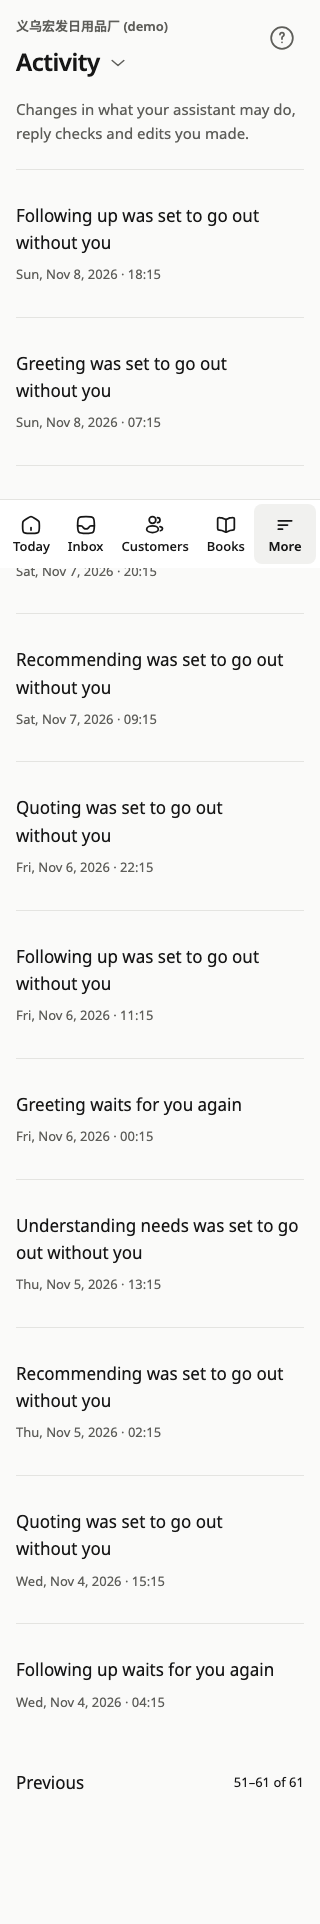 义乌宏发日用品厂 (demo)
Activity
Changes in what your assistant may do,
reply checks and edits you made.
Following up was set to go out
without you
Sun, Nov 8, 2026 · 18:15
Greeting was set to go out
without you
Sun, Nov 8, 2026 · 07:15
Today
Inbox
Customers
Books
More
Sat, Nov 7, 2026 · 20:15
Recommending was set to go out
without you
Sat, Nov 7, 2026 · 09:15
Quoting was set to go out
without you
Fri, Nov 6, 2026 · 22:15
Following up was set to go out
without you
Fri, Nov 6, 2026 · 11:15
Greeting waits for you again
Fri, Nov 6, 2026 · 00:15
Understanding needs was set to go
out without you
Thu, Nov 5, 2026 · 13:15
Recommending was set to go out
without you
Thu, Nov 5, 2026 · 02:15
Quoting was set to go out
without you
Wed, Nov 4, 2026 · 15:15
Following up waits for you again
Wed, Nov 4, 2026 · 04:15
Previous
51–61 of 61